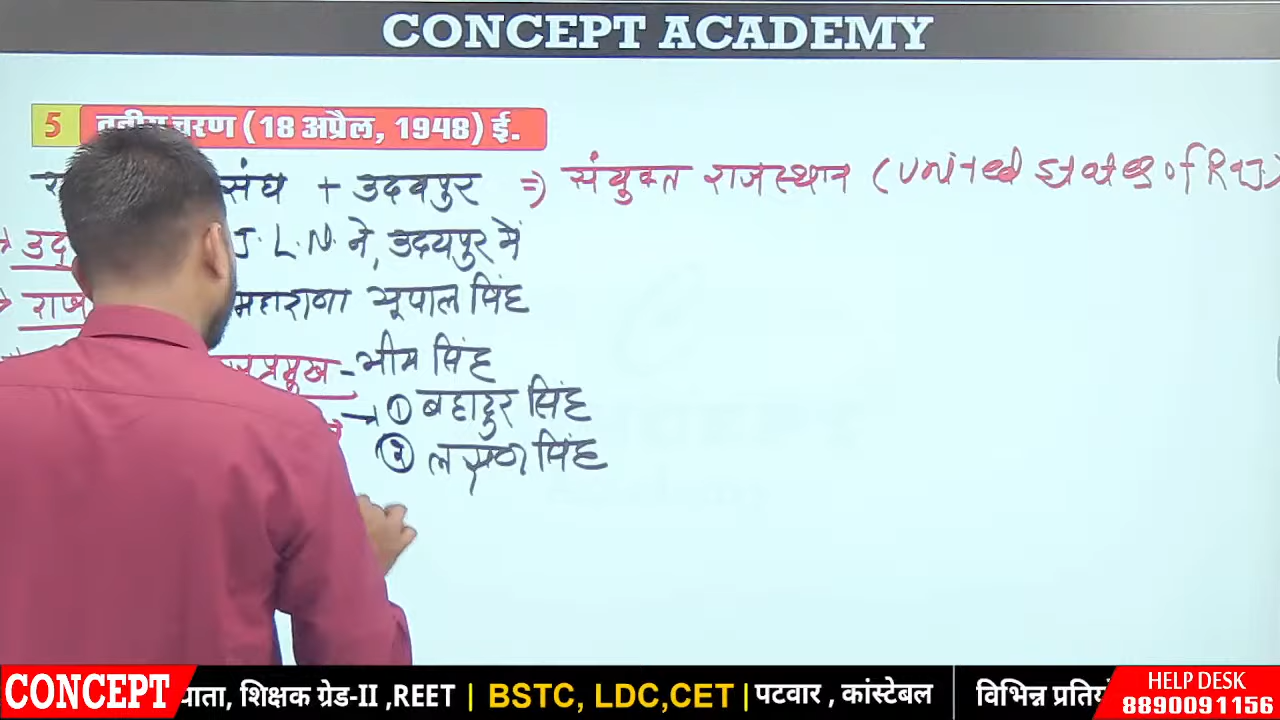 CONCEPT ACADEMY
5 तृतीय चरण (18 अप्रैल, 1948) ई.
संघ + उदयपुर => संयुक्त राजस्थान (United States of Raj.)
J.L.N. ने, उदयपुर में
महाराणा भूपाल सिंह
प्रमुख - भीम सिंह
→ ① बहादुर सिंह
② लक्ष्मण सिंह
CONCEPT
शिक्षक ग्रेड-II ,REET | BSTC, LDC,CET | पटवार , कांस्टेबल
विभिन्न
HELP DESK
8890091156